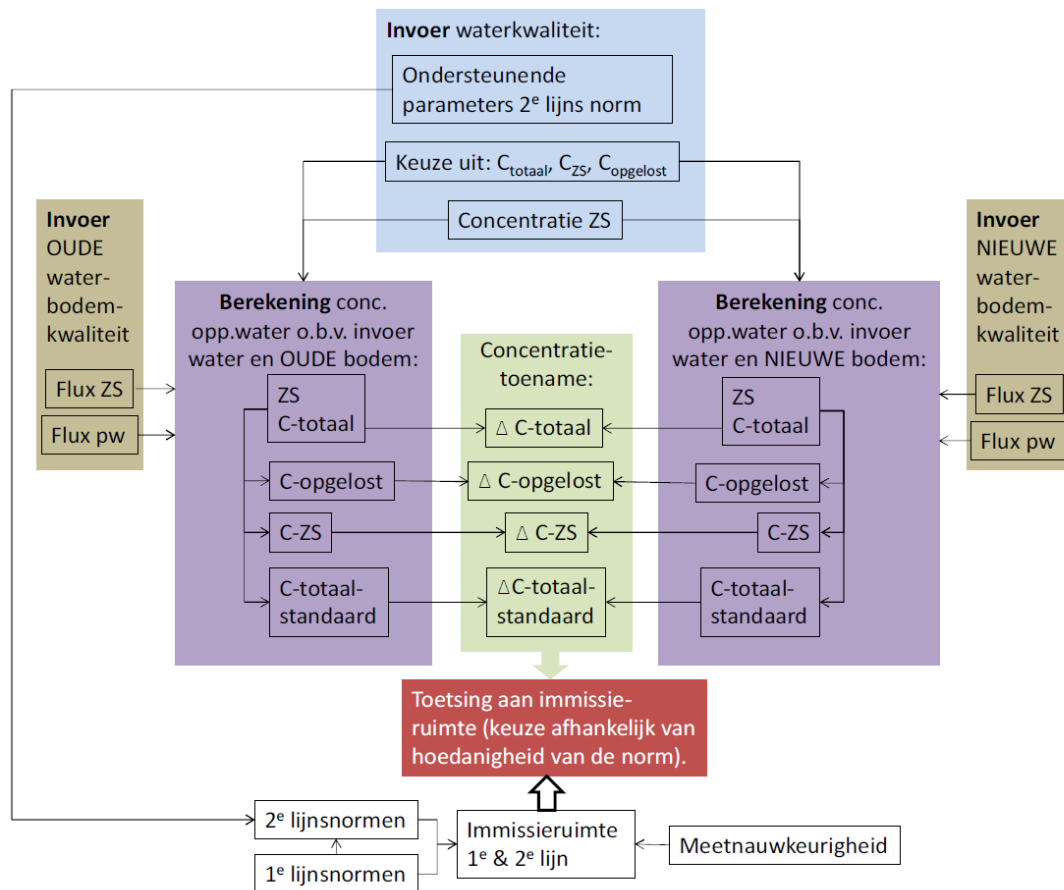 Invoer waterkwaliteit:
Ondersteunende
parameters 2e lijns norm
Keuze uit: Ctotaal, CZS, Copgelost
Concentratie ZS
Invoer
OUDE
water-
bodem-
kwaliteit
Flux ZS
Flux pw
Berekening conc.
opp.water o.b.v. invoer
water en OUDE bodem:
ZS
C-totaal
C-opgelost
C-ZS
C-totaal-
standaard
Concentratie-
toename:
Δ C-totaal
Δ C-opgelost
Δ C-ZS
ΔC-totaal-
standaard
Berekening conc.
opp.water o.b.v. invoer
water en NIEUWE bodem:
ZS
C-totaal
C-opgelost
C-ZS
C-totaal-
standaard
Invoer
NIEUWE
water-
bodem-
kwaliteit
Flux ZS
Flux pw
Toetsing aan immissie-
ruimte (keuze afhankelijk van
hoedanigheid van de norm).
2e lijnsnormen
1e lijnsnormen
Immissieruimte
1e & 2e lijn
Meetnauwkeurigheid